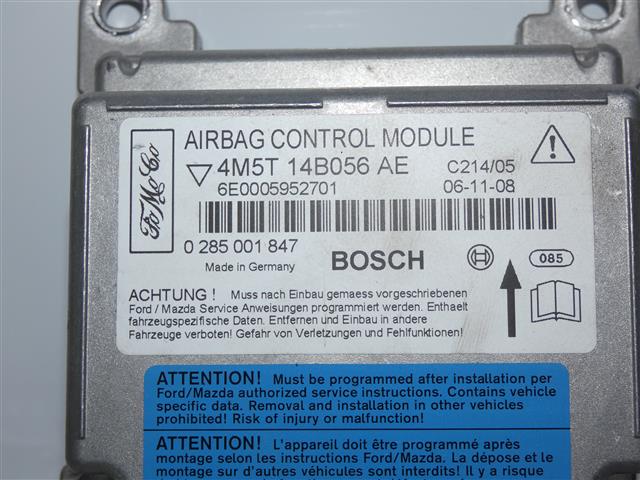 FoMoCo
AIRBAG CONTROL MODULE
4M5T 14B056 AE
C214/05
6E0005952701
06-11-08
0 285 001 847
Made in Germany
BOSCH
085
ACHTUNG ! Muss nach Einbau gemaess vorgeschriebenen
Ford / Mazda Service Anweisungen programmiert werden. Enthaelt
fahrzeugspezifische Daten. Entfernen und Einbau in andere
Fahrzeuge verboten! Gefahr von Verletzungen und Fehlfunktionen!
ATTENTION! Must be programmed after installation per
Ford/Mazda authorized service instructions. Contains vehicle
specific data. Removal and installation in other vehicles
prohibited! Risk of injury or malfunction!
ATTENTION! L'appareil doit être programmé après
montage selon les instructions Ford/Mazda. La dépose et le
montage sur d'autres véhicules sont interdits! Il y a risque